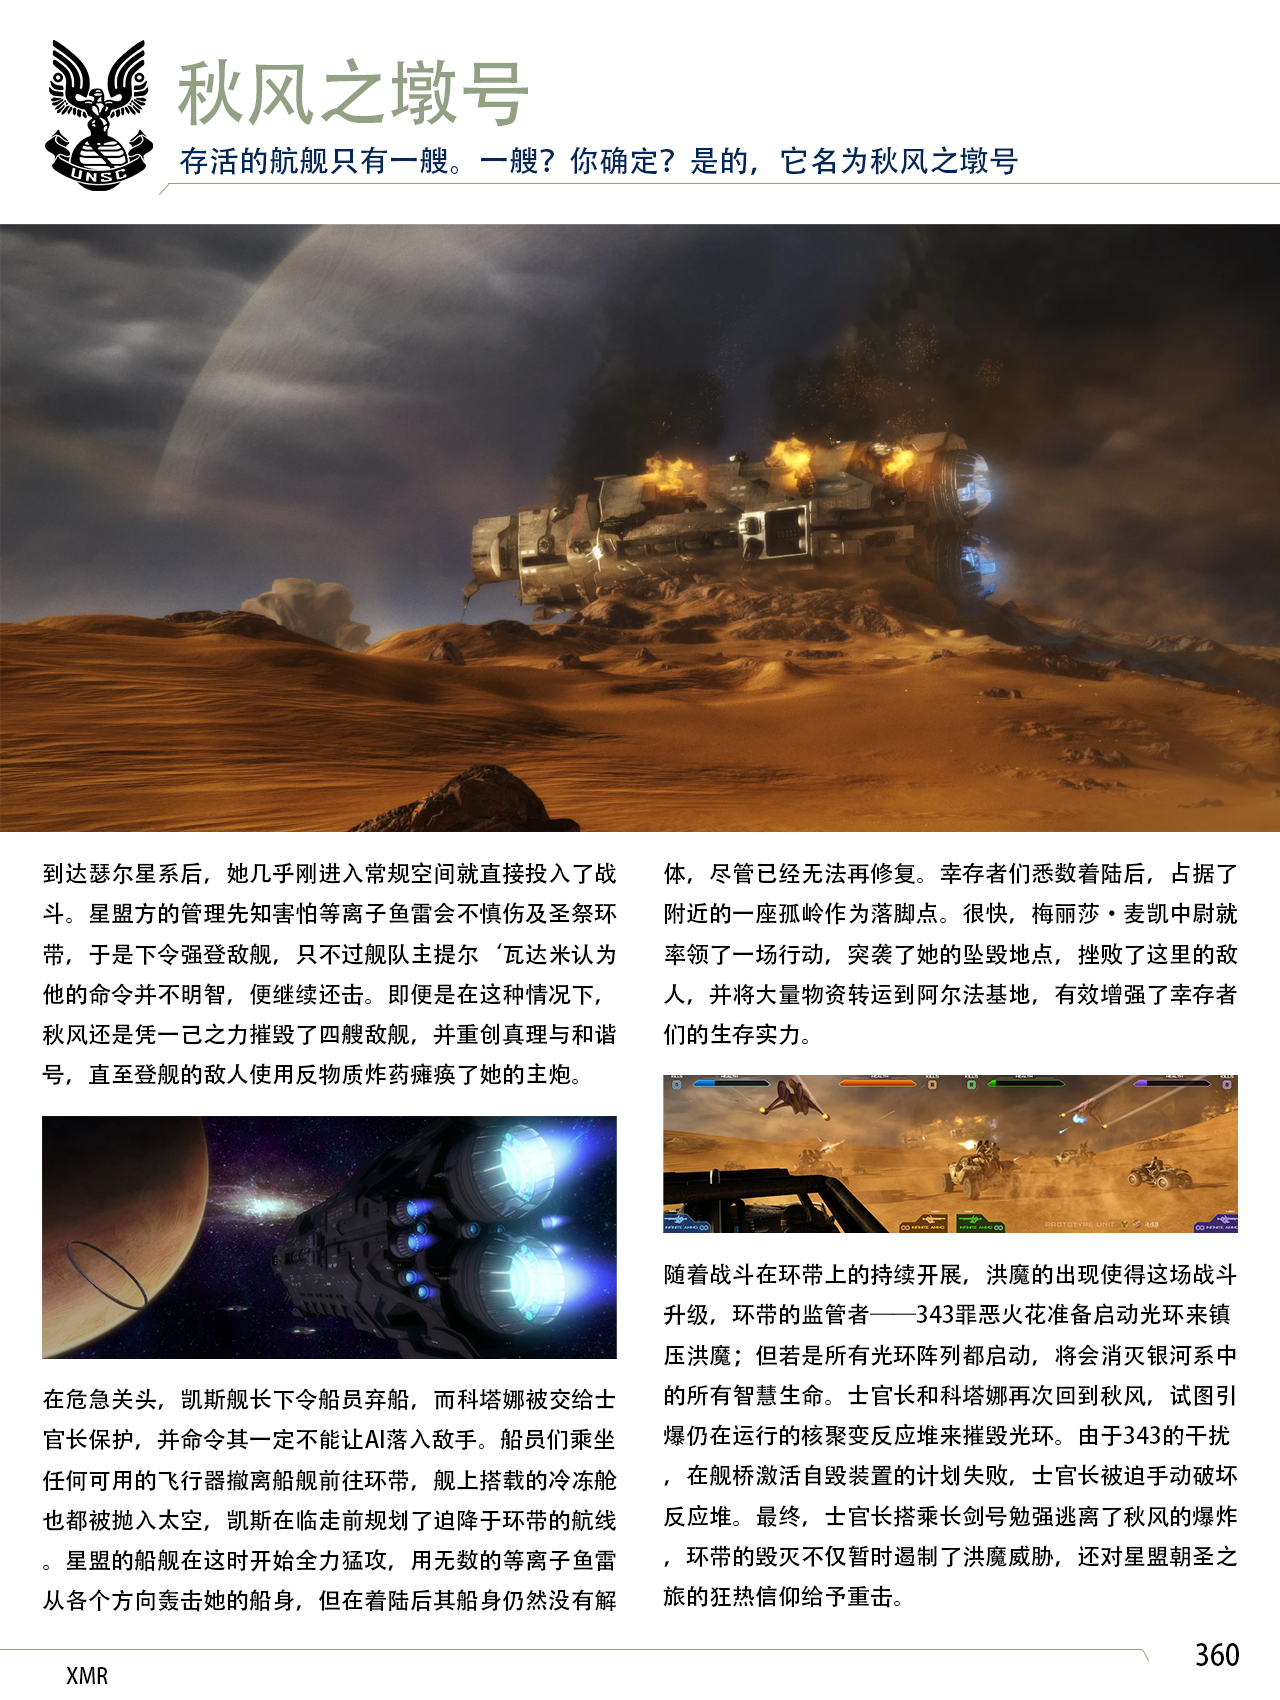 UNSC
秋风之墩号
存活的航舰只有一艘。一艘？你确定？是的，它名为秋风之墩号
到达瑟尔星系后，她几乎刚进入常规空间就直接投入了战
斗。星盟方的管理先知害怕等离子鱼雷会不慎伤及圣祭环
带，于是下令强登敌舰，只不过舰队主提尔‘瓦达米认为
他的命令并不明智，便继续还击。即便是在这种情况下，
秋风还是凭一己之力摧毁了四艘敌舰，并重创真理与和谐
号，直至登舰的敌人使用反物质炸药瘫痪了她的主炮。
在危急关头，凯斯舰长下令船员弃船，而科塔娜被交给士
官长保护，并命令其一定不能让AI落入敌手。船员们乘坐
任何可用的飞行器撤离船舰前往环带，舰上搭载的冷冻舱
也都被抛入太空，凯斯在临走前规划了迫降于环带的航线
。星盟的船舰在这时开始全力猛攻，用无数的等离子鱼雷
从各个方向轰击她的船身，但在着陆后其船身仍然没有解
体，尽管已经无法再修复。幸存者们悉数着陆后，占据了
附近的一座孤岭作为落脚点。很快，梅丽莎·麦凯中尉就
率领了一场行动，突袭了她的坠毁地点，挫败了这里的敌
人，并将大量物资转运到阿尔法基地，有效增强了幸存者
们的生存实力。
KILLS HEALTH HEALTH KILLS KILLS HEALTH HEALTH KILLS
INFINITE AMMO ∞ ∞ INFINITE AMMO INFINITE AMMO ∞ PROTOTYPE UNIT ∞ INFINITE AMMO
随着战斗在环带上的持续开展，洪魔的出现使得这场战斗
升级，环带的监管者——343罪恶火花准备启动光环来镇
压洪魔；但若是所有光环阵列都启动，将会消灭银河系中
的所有智慧生命。士官长和科塔娜再次回到秋风，试图引
爆仍在运行的核聚变反应堆来摧毁光环。由于343的干扰
，在舰桥激活自毁装置的计划失败，士官长被迫手动破坏
反应堆。最终，士官长搭乘长剑号勉强逃离了秋风的爆炸
，环带的毁灭不仅暂时遏制了洪魔威胁，还对星盟朝圣之
旅的狂热信仰给予重击。
XMR
360